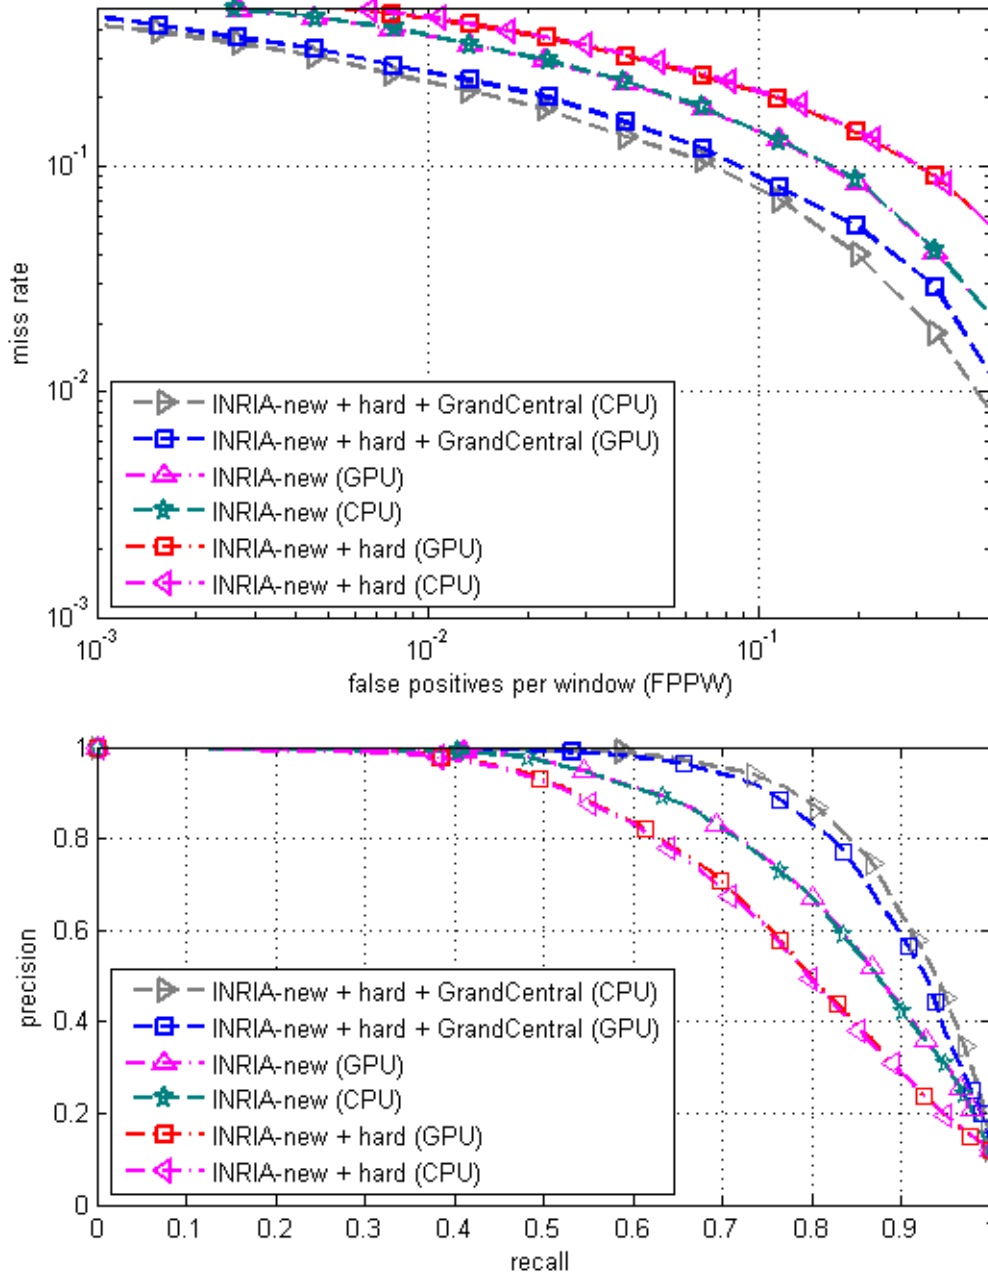 miss rate
10^-1
10^-2
10^-3
INRIA-new + hard + GrandCentral (CPU)
INRIA-new + hard + GrandCentral (GPU)
INRIA-new (GPU)
INRIA-new (CPU)
INRIA-new + hard (GPU)
INRIA-new + hard (CPU)
10^-3 10^-2 10^-1
false positives per window (FPPW)
precision
1
0.8
0.6
0.4
0.2
0
INRIA-new + hard + GrandCentral (CPU)
INRIA-new + hard + GrandCentral (GPU)
INRIA-new (GPU)
INRIA-new (CPU)
INRIA-new + hard (GPU)
INRIA-new + hard (CPU)
0 0.1 0.2 0.3 0.4 0.5 0.6 0.7 0.8 0.9 1
recall